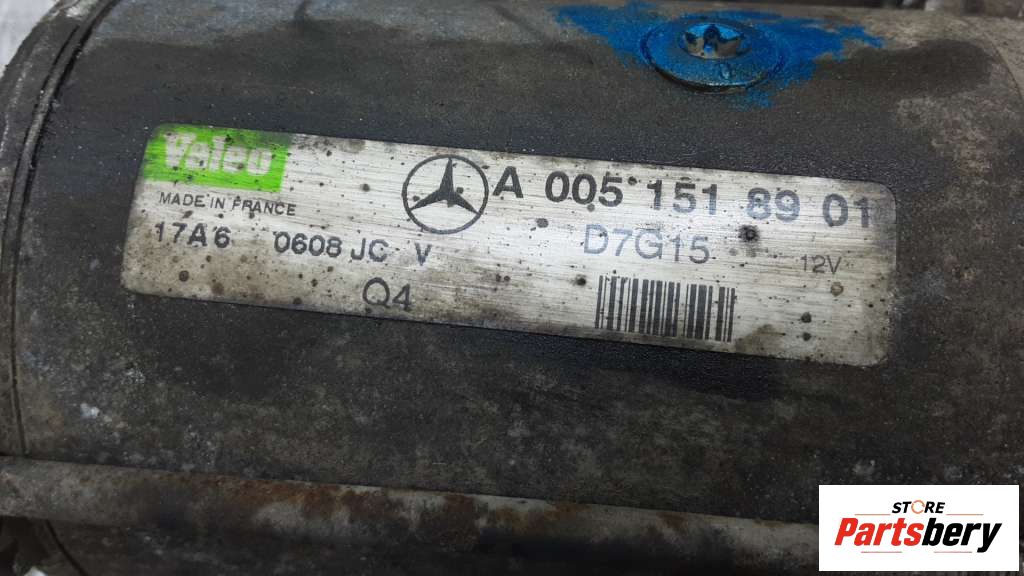 Valeo
MADE IN FRANCE
A 005 151 89 01
17A6 0608 JC V
D7G15
12V
Q4
STORE
Partsbery